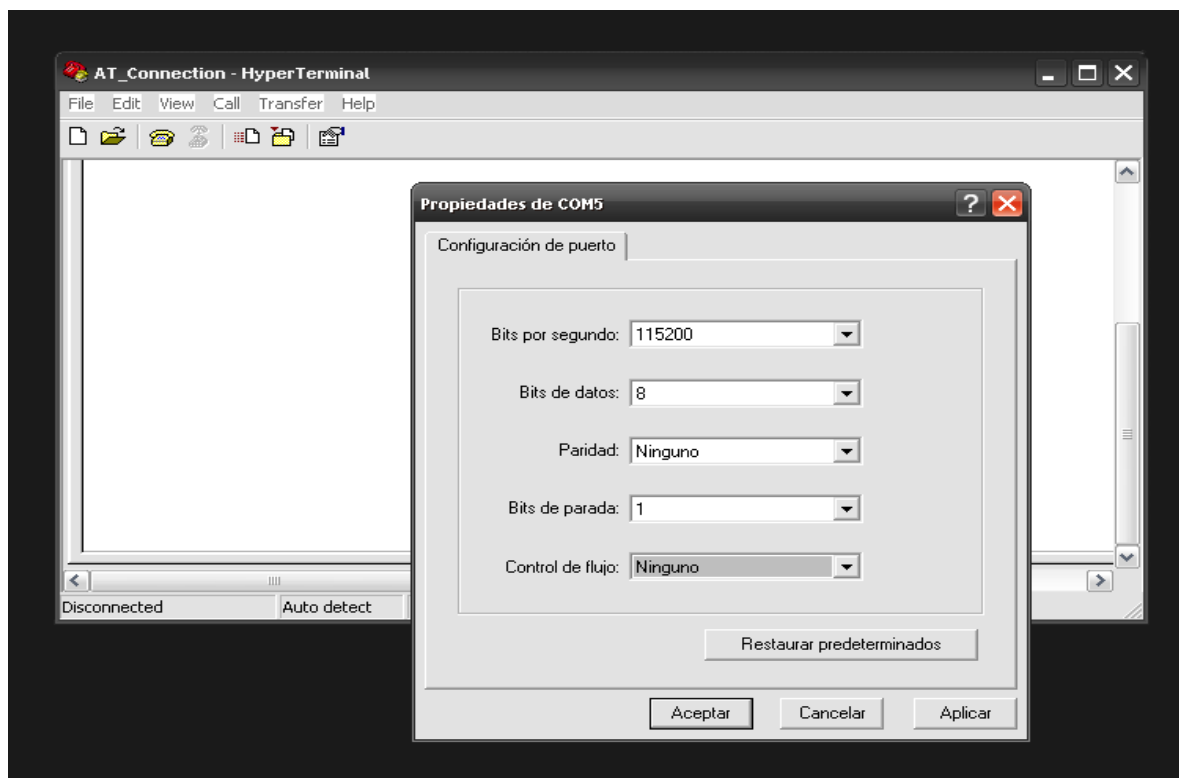 AT_Connection - HyperTerminal
File Edit View Call Transfer Help
Propiedades de COM5
Configuración de puerto
Bits por segundo: 115200
Bits de datos: 8
Paridad: Ninguno
Bits de parada: 1
Control de flujo: Ninguno
Disconnected Auto detect
Restaurar predeterminados
Aceptar Cancelar Aplicar